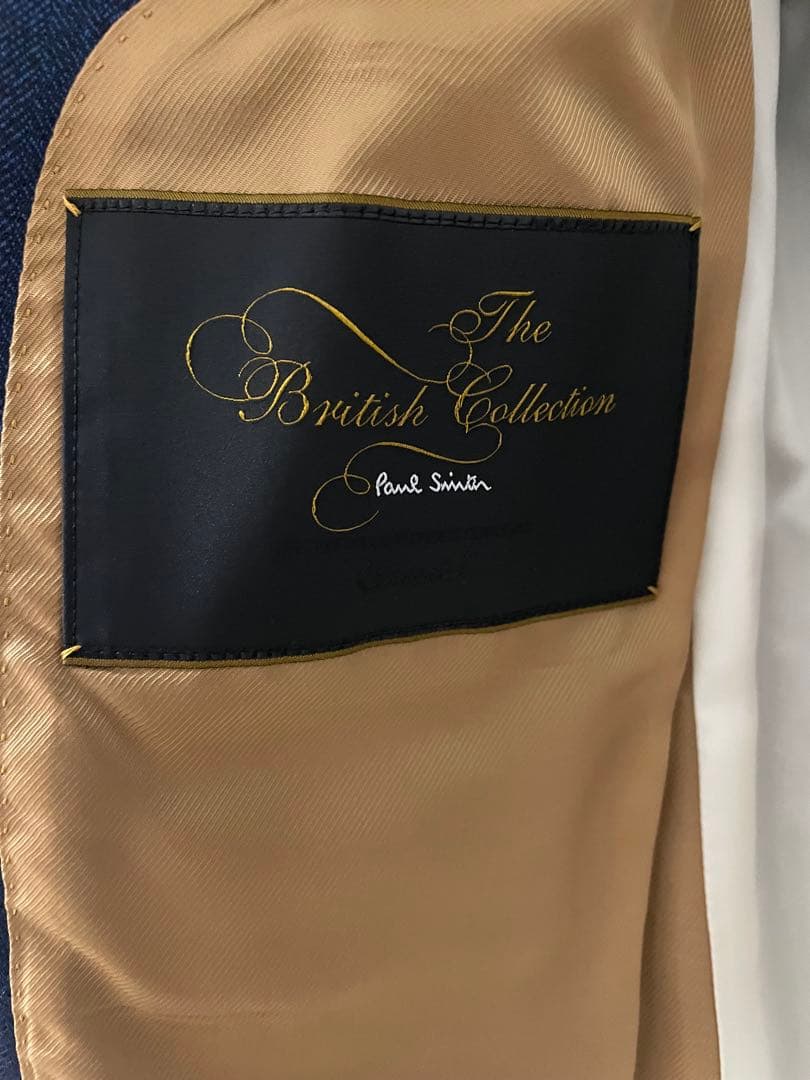 The
British Collection
Paul Smith